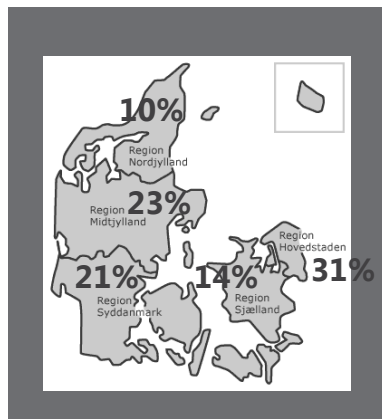 10%
Region
Nordjylland
23%
Region
Midtjylland
Region
Hovedstaden
31%
21%
Region
Syddanmark
14%
Region
Sjælland